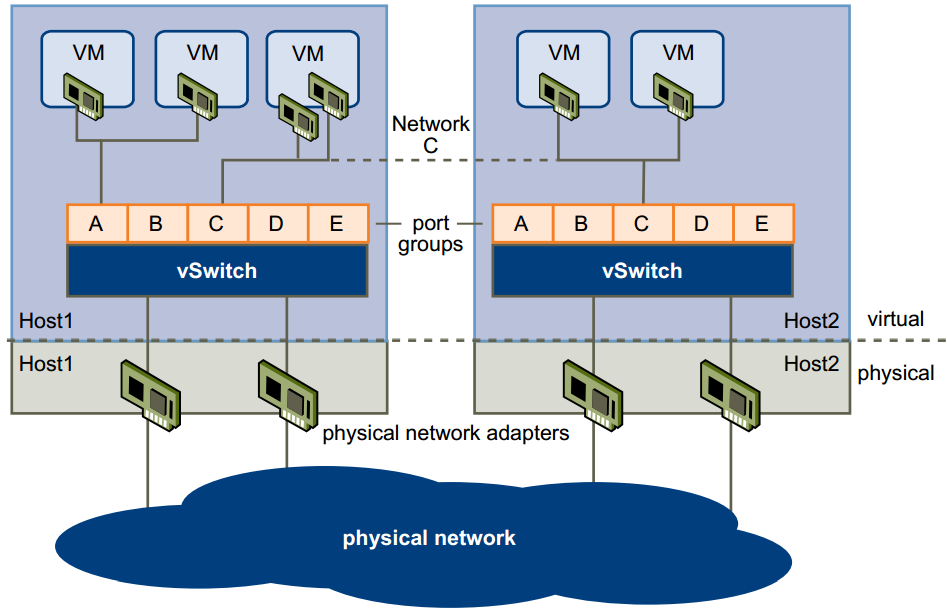 VM
VM
VM
VM
VM
Network
C
A B C D E
port
groups
A B C D E
vSwitch
vSwitch
Host1
Host2
virtual
Host1
Host2
physical
physical network adapters
physical network